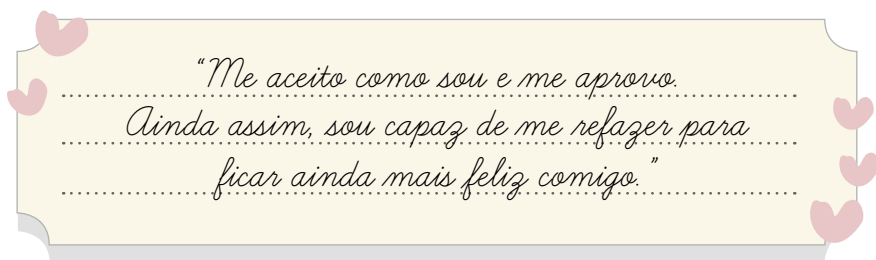 “Me aceito como sou e me aprovo.
Ainda assim, sou capaz de me refazer para
ficar ainda mais feliz comigo.”